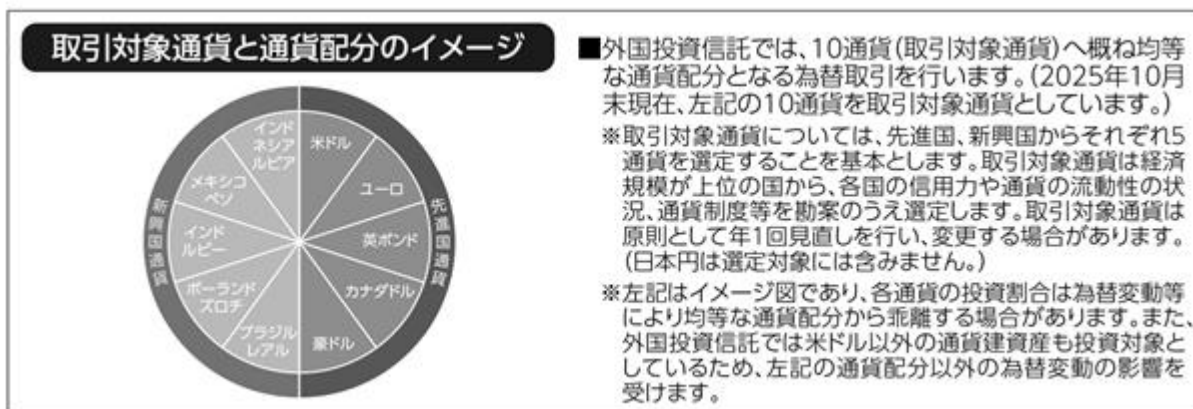 取引対象通貨と通貨配分のイメージ
インド
ネシア
ルピア
米ドル
メキシコ
ペソ
ユーロ
インド
ルピー
英ポンド
ポーランド
ズロチ
カナダドル
ブラジル
レアル
豪ドル
新興国通貨
先進国通貨
■外国投資信託では、10通貨(取引対象通貨)へ概ね均等
な通貨配分となる為替取引を行います。(2025年10月
末現在、左記の10通貨を取引対象通貨としています。)
※取引対象通貨については、先進国、新興国からそれぞれ5
通貨を選定することを基本とします。取引対象通貨は経済
規模が上位の国から、各国の信用力や通貨の流動性の状
況、通貨制度等を勘案のうえ選定します。取引対象通貨は
原則として年1回見直しを行い、変更する場合があります。
(日本円は選定対象には含みません。)
※左記はイメージ図であり、各通貨の投資割合は為替変動等
により均等な通貨配分から乖離する場合があります。また、
外国投資信託では米ドル以外の通貨建資産も投資対象と
しているため、左記の通貨配分以外の為替変動の影響を
受けます。